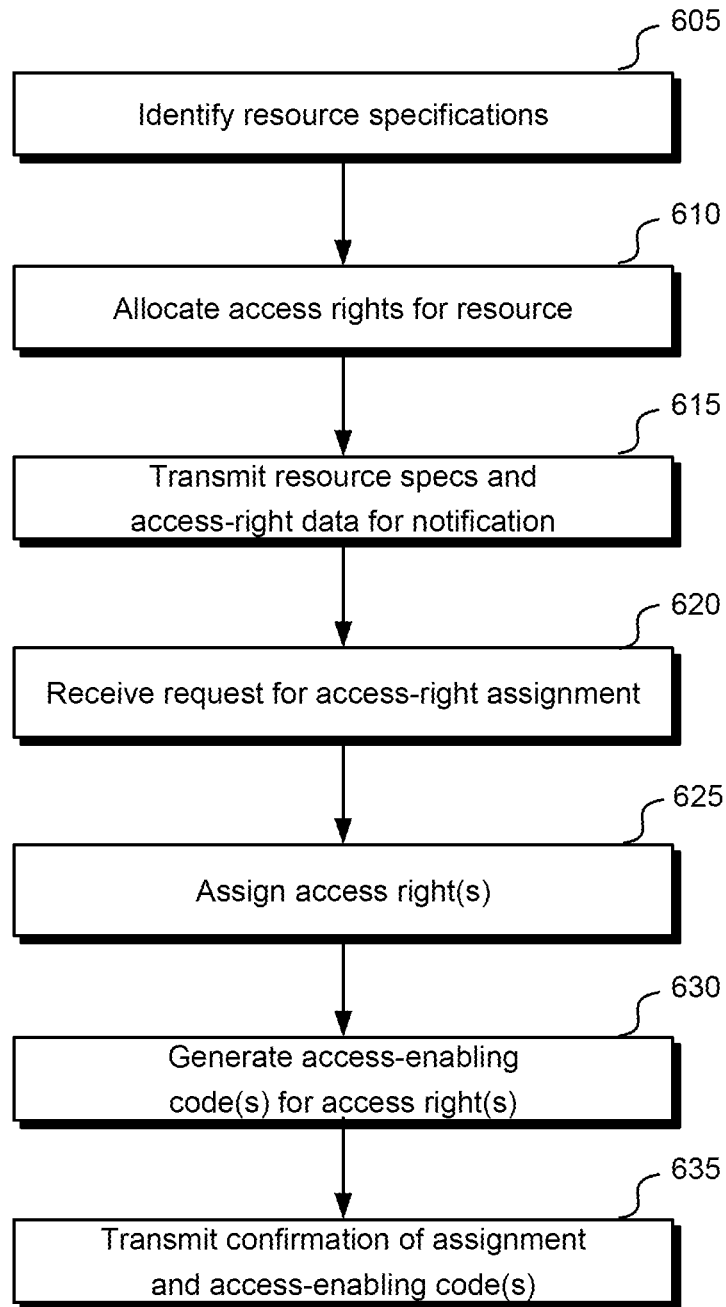 605
Identify resource specifications
610
Allocate access rights for resource
615
Transmit resource specs and
access-right data for notification
620
Receive request for access-right assignment
625
Assign access right(s)
630
Generate access-enabling
code(s) for access right(s)
635
Transmit confirmation of assignment
and access-enabling code(s)